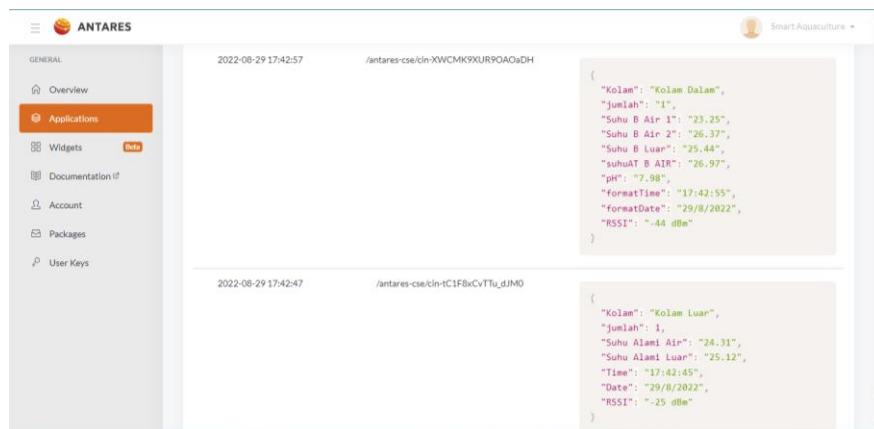 ANTARES
Smart Aquaculture
GENERAL
Overview
Applications
Widgets Beta
Documentation
Account
Packages
User Keys
2022-08-29 17:42:57 /antares-cse/cin-XWCMK9XUR9OAOaDH
{
"Kolam": "Kolam Dalam",
"jumlah": "1",
"Suhu B Air 1": "23.25",
"Suhu B Air 2": "26.37",
"Suhu B Luar": "25.44",
"suhuAT B AIR": "26.97",
"pH": "7.98",
"formatTime": "17:42:55",
"formatDate": "29/8/2022",
"RSSI": "-44 dBm"
}
2022-08-29 17:42:47 /antares-cse/cin-tC1F8xCvTTu_dJM0
{
"Kolam": "Kolam Luar",
"jumlah": 1,
"Suhu Alami Air": "24.31",
"Suhu Alami Luar": "25.12",
"Time": "17:42:45",
"Date": "29/8/2022",
"RSSI": "-25 dBm"
}